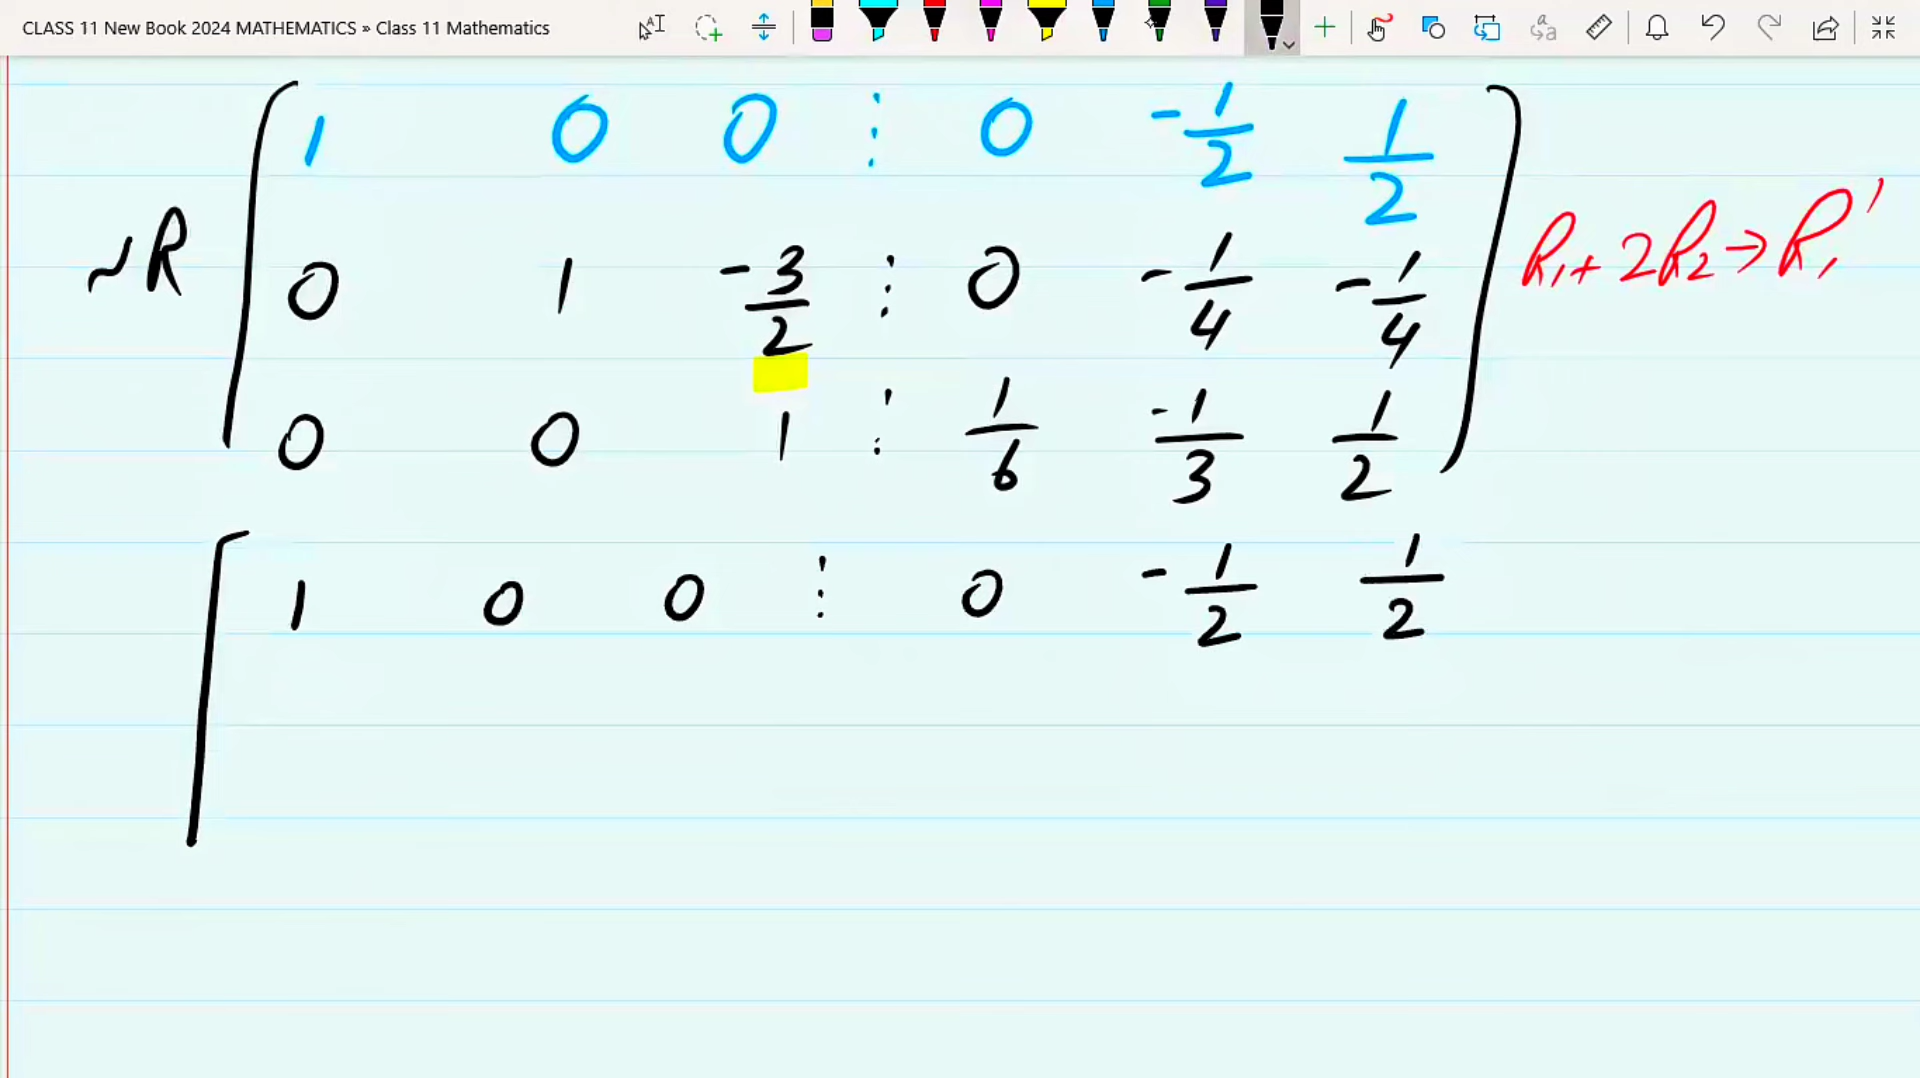 CLASS 11 New Book 2024 MATHEMATICS » Class 11 Mathematics
1 0 0 ⋮ 0 -1/2 1/2
~R 0 1 -3/2 ⋮ 0 -1/4 -1/4 R₁+2R₂→R₁'
0 0 1 ⋮ 1/6 -1/3 1/2
1 0 0 ⋮ 0 -1/2 1/2